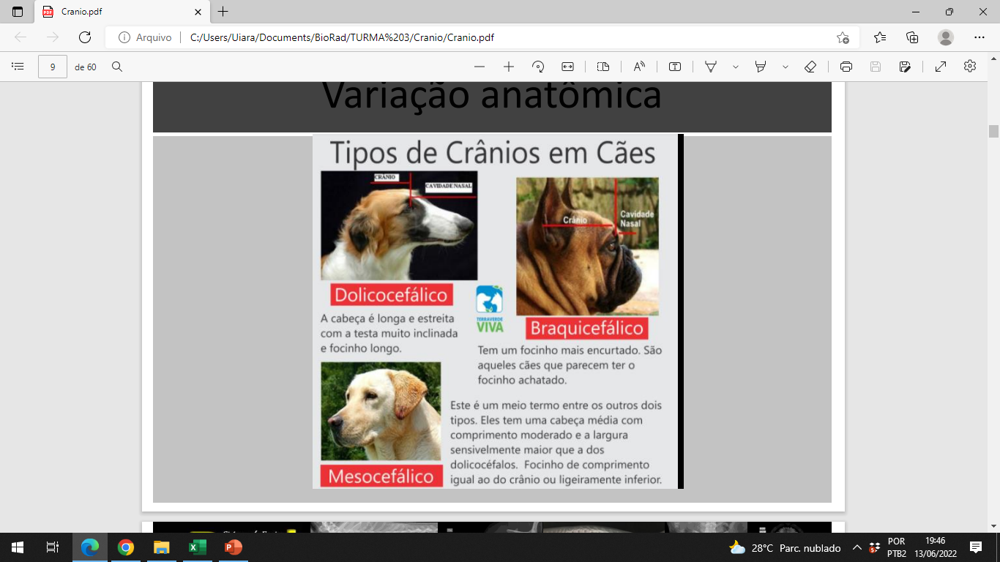 Cranio.pdf
Arquivo
C:/Users/Uiara/Documents/BioRad/TURMA%203/Cranio/Cranio.pdf
9 de 60
Variação anatômica
Tipos de Crânios em Cães
CRÂNIO
CAVIDADE NASAL
Dolicocefálico
A cabeça é longa e estreita
com a testa muito inclinada
e focinho longo.
Crânio
Cavidade
Nasal
TERRAVERDE
VIVA
Braquicefálico
Tem um focinho mais encurtado. São
aqueles cães que parecem ter o
focinho achatado.
Mesocefálico
Este é um meio termo entre os outros dois
tipos. Eles tem uma cabeça média com
comprimento moderado e a largura
sensivelmente maior que a dos
dolicocéfalos. Focinho de comprimento
igual ao do crânio ou ligeiramente inferior.
28°C Parc. nublado
POR
PTB2
19:46
13/06/2022